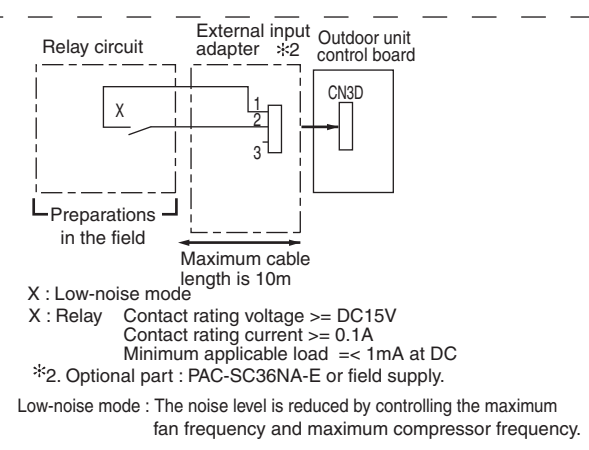 Relay circuit
External input
adapter ※2
Outdoor unit
control board
X
1
2
3
CN3D
Preparations
in the field
Maximum cable
length is 10m
X : Low-noise mode
X : Relay Contact rating voltage >= DC15V
Contact rating current >= 0.1A
Minimum applicable load =< 1mA at DC
※2. Optional part : PAC-SC36NA-E or field supply.
Low-noise mode : The noise level is reduced by controlling the maximum
fan frequency and maximum compressor frequency.